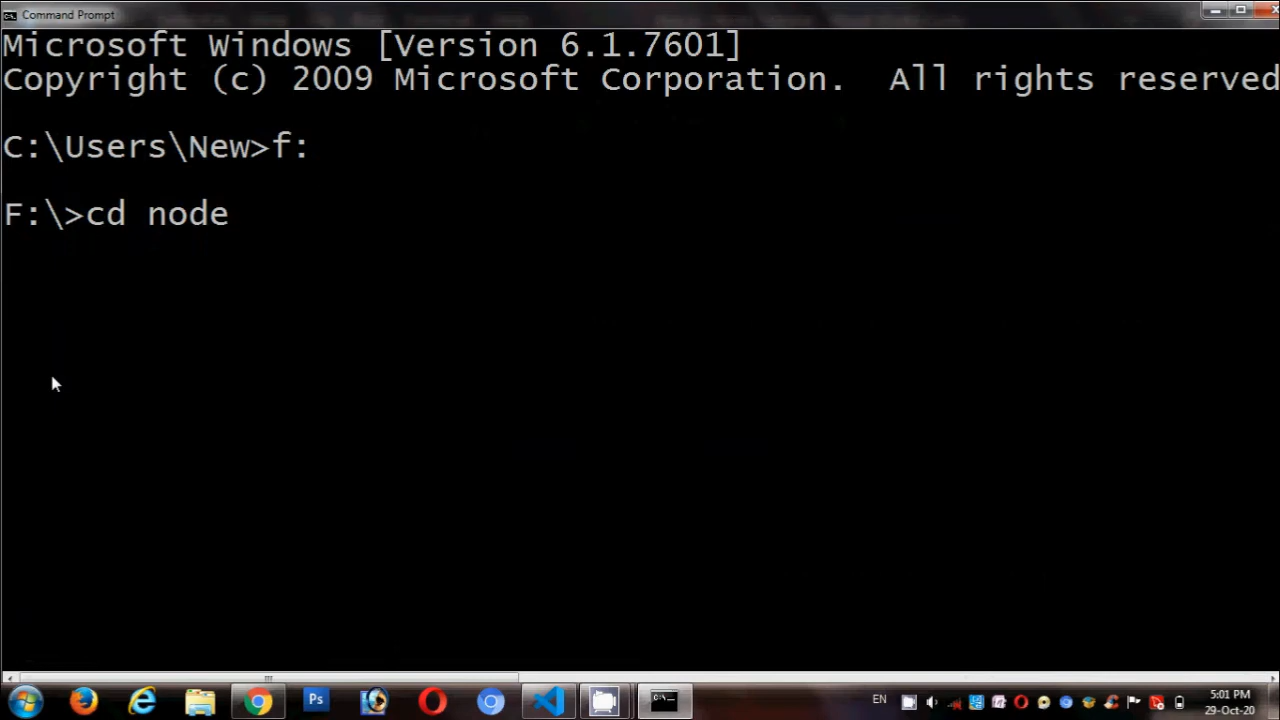 Command Prompt
Microsoft Windows [Version 6.1.7601]
Copyright (c) 2009 Microsoft Corporation.  All rights reserved
C:\Users\New>f:
F:\>cd node
Ps
EN
5:01 PM
29-Oct-20